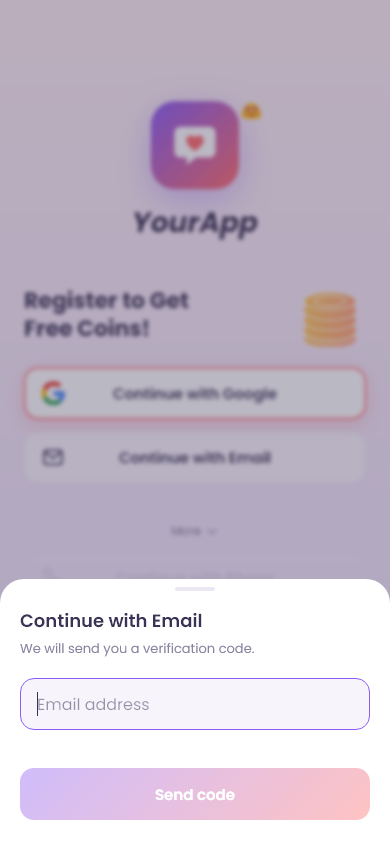 YourApp
Register to Get
Free Coins!
Continue with Google
Continue with Email
More
Continue with Email
We will send you a verification code.
Email address
Send code